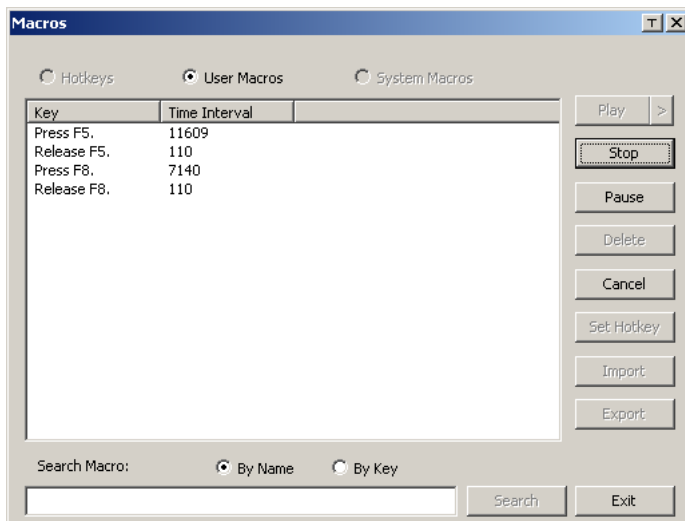 Macros
Hotkeys User Macros System Macros
Key Time Interval
Press F5. 11609
Release F5. 110
Press F8. 7140
Release F8. 110
Play >
Stop
Pause
Delete
Cancel
Set Hotkey
Import
Export
Search Macro: By Name By Key
Search Exit